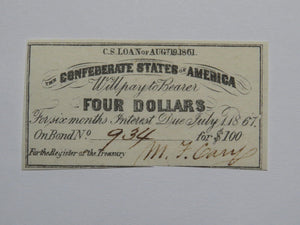 C.S. LOAN OF AUGT 19, 1861.
THE CONFEDERATE STATES OF AMERICA
Will pay to Bearer
FOUR DOLLARS
For six months Interest Due July 1, 1867.
On Bond No. 934 for $100
For the Register of the Treasury M. F.